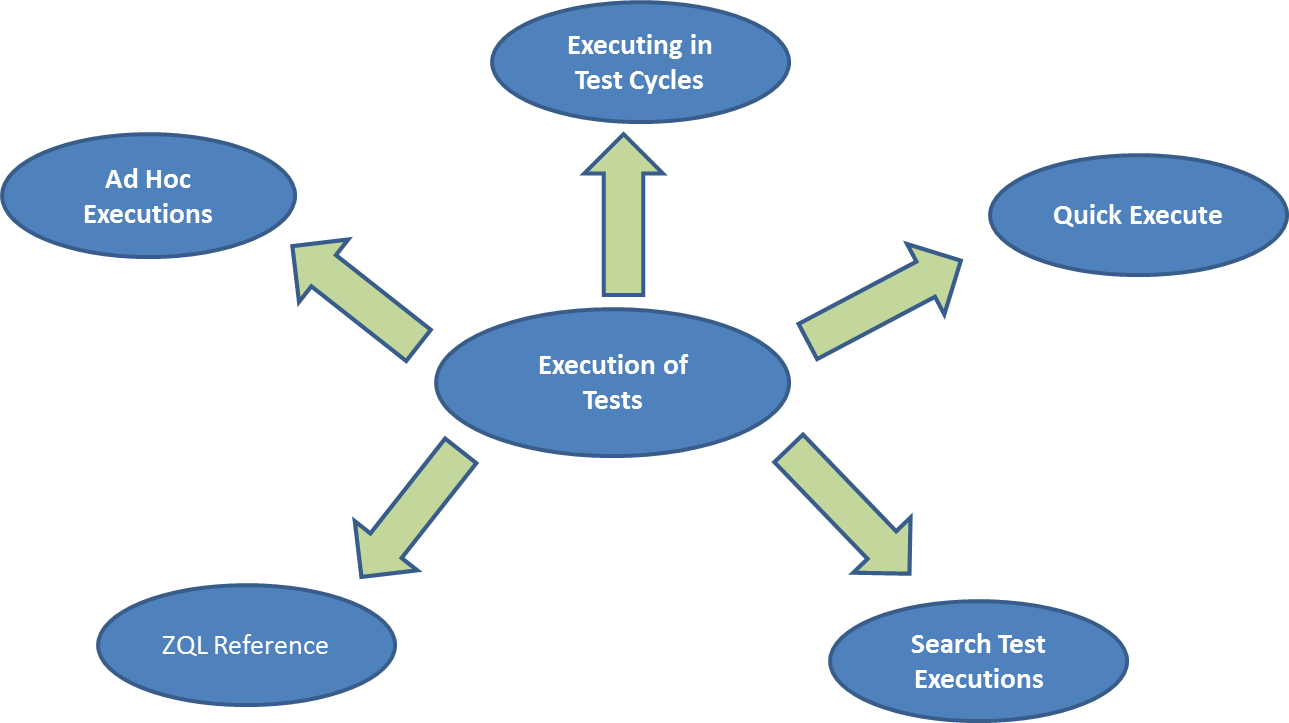 Executing in
Test Cycles
Ad Hoc
Executions
Quick Execute
Execution of
Tests
ZQL Reference
Search Test
Executions